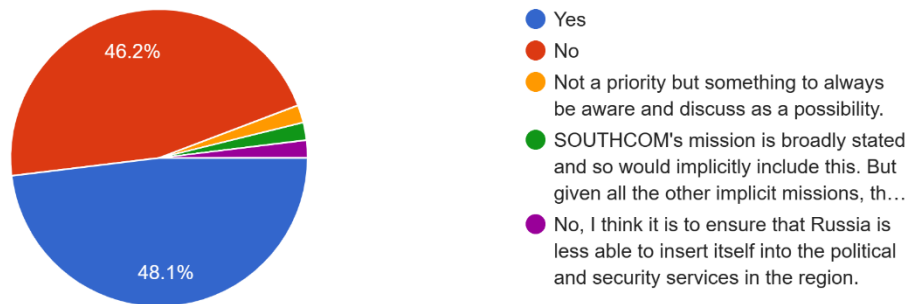 46.2%
48.1%
Yes
No
Not a priority but something to always
be aware and discuss as a possibility.
SOUTHCOM's mission is broadly stated
and so would implicitly include this. But
given all the other implicit missions, th…
No, I think it is to ensure that Russia is
less able to insert itself into the political
and security services in the region.